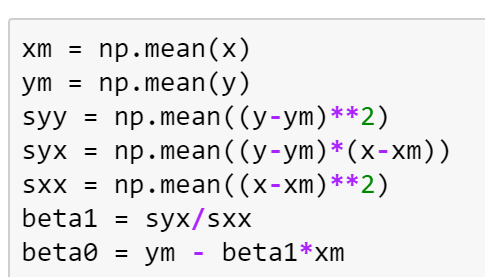 xm = np.mean(x)
ym = np.mean(y)
syy = np.mean((y-ym)**2)
syx = np.mean((y-ym)*(x-xm))
sxx = np.mean((x-xm)**2)
beta1 = syx/sxx
beta0 = ym - beta1*xm